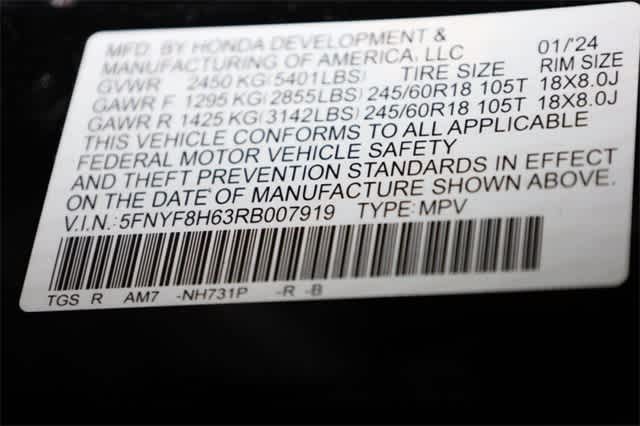 MFD. BY HONDA DEVELOPMENT &
MANUFACTURING OF AMERICA, LLC 01/'24
GVWR 2450 KG(5401LBS) TIRE SIZE RIM SIZE
GAWR F 1295 KG(2855LBS) 245/60R18 105T 18X8.0J
GAWR R 1425 KG(3142LBS) 245/60R18 105T 18X8.0J
THIS VEHICLE CONFORMS TO ALL APPLICABLE
FEDERAL MOTOR VEHICLE SAFETY
AND THEFT PREVENTION STANDARDS IN EFFECT
ON THE DATE OF MANUFACTURE SHOWN ABOVE.
V.I.N.: 5FNYF8H63RB007919 TYPE: MPV
TGS R AM7 -NH731P -R -B